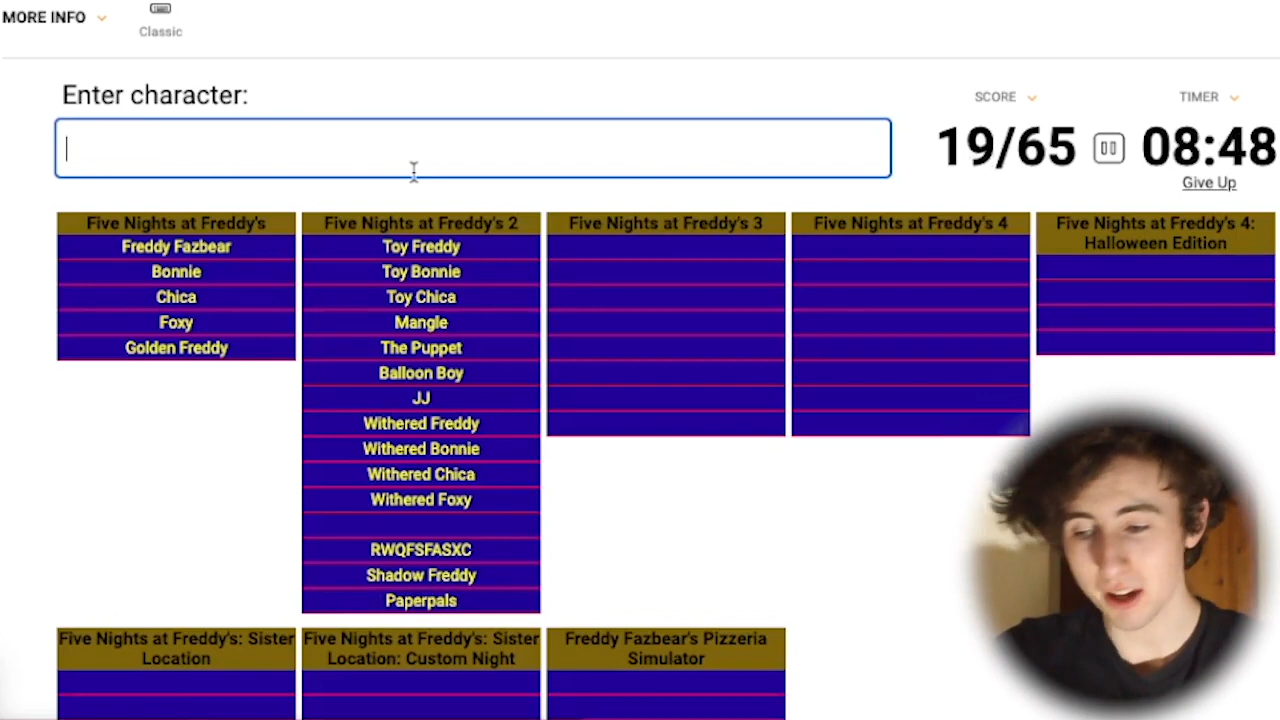 MORE INFO
Classic
Enter character:
SCORE
TIMER
19/65
08:48
Give Up
Five Nights at Freddy's
Freddy Fazbear
Bonnie
Chica
Foxy
Golden Freddy
Five Nights at Freddy's 2
Toy Freddy
Toy Bonnie
Toy Chica
Mangle
The Puppet
Balloon Boy
JJ
Withered Freddy
Withered Bonnie
Withered Chica
Withered Foxy
RWQFSFASXC
Shadow Freddy
Paperpals
Five Nights at Freddy's 3
Five Nights at Freddy's 4
Five Nights at Freddy's 4:
Halloween Edition
Five Nights at Freddy's: Sister
Location
Five Nights at Freddy's: Sister
Location: Custom Night
Freddy Fazbear's Pizzeria
Simulator